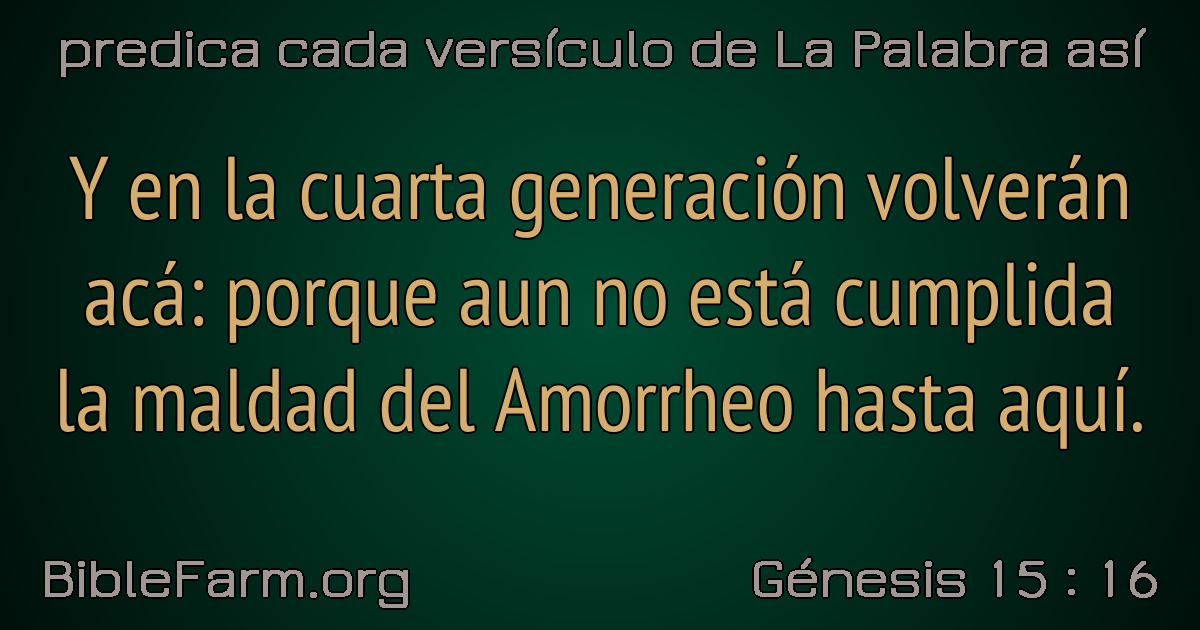 predica cada versículo de La Palabra así
Y en la cuarta generación volverán
acá: porque aun no está cumplida
la maldad del Amorrheo hasta aquí.
BibleFarm.org
Génesis 15 : 16